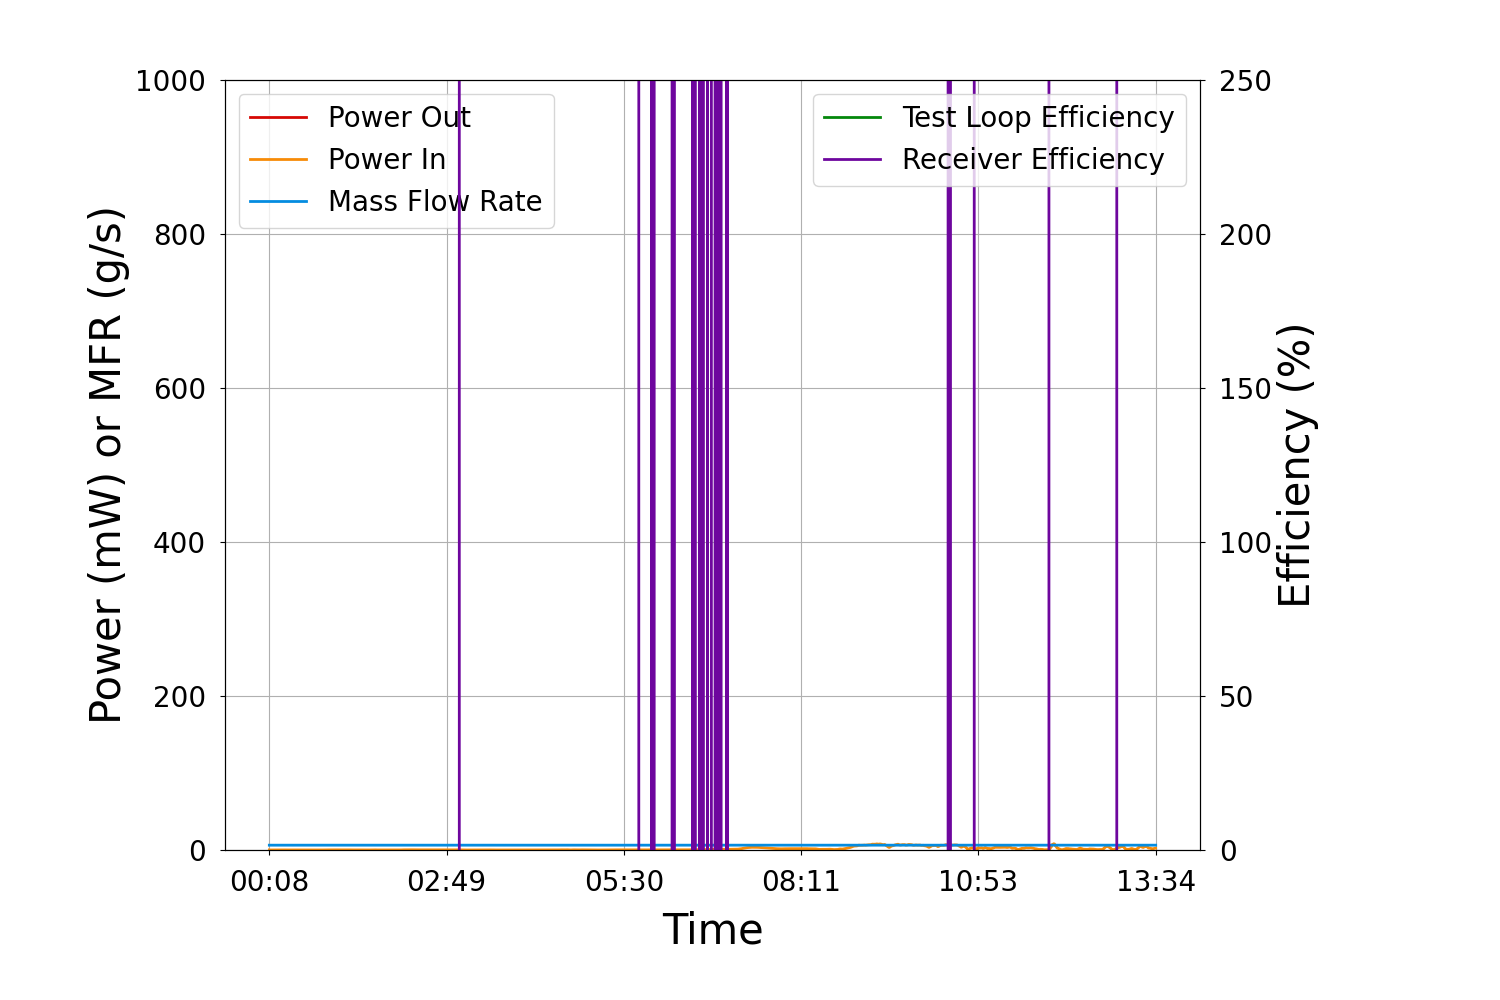 1000
800
600
400
200
0
Power (mW) or MFR (g/s)
Power Out
Power In
Mass Flow Rate
Test Loop Efficiency
Receiver Efficiency
250
200
150
100
50
0
Efficiency (%)
00:08 02:49 05:30 08:11 10:53 13:34
Time